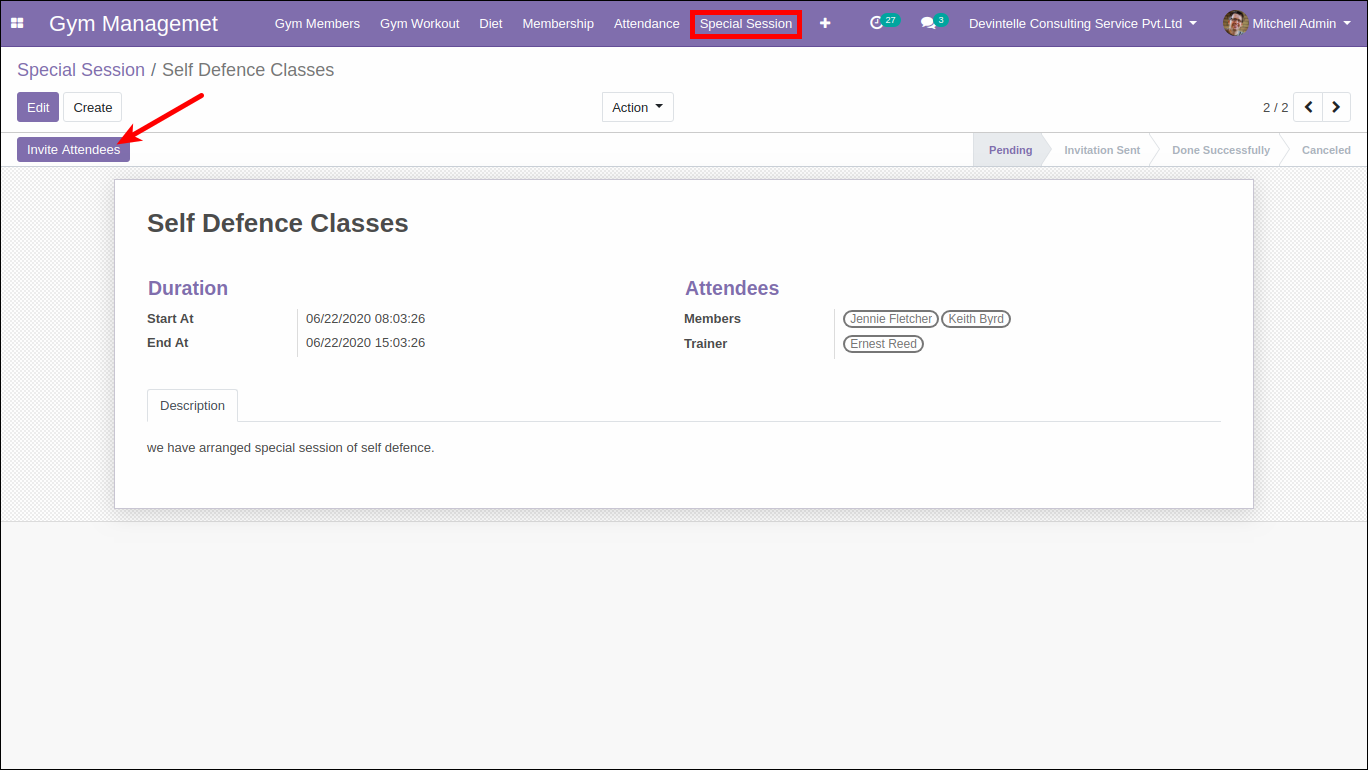 Gym Managemet Gym Members Gym Workout Diet Membership Attendance Special Session 27 3 Devintelle Consulting Service Pvt.Ltd Mitchell Admin
Special Session / Self Defence Classes
Edit Create Action 2 / 2
Invite Attendees Pending Invitation Sent Done Successfully Canceled
Self Defence Classes
Duration Attendees
Start At 06/22/2020 08:03:26 Members Jennie Fletcher Keith Byrd
End At 06/22/2020 15:03:26 Trainer Ernest Reed
Description
we have arranged special session of self defence.